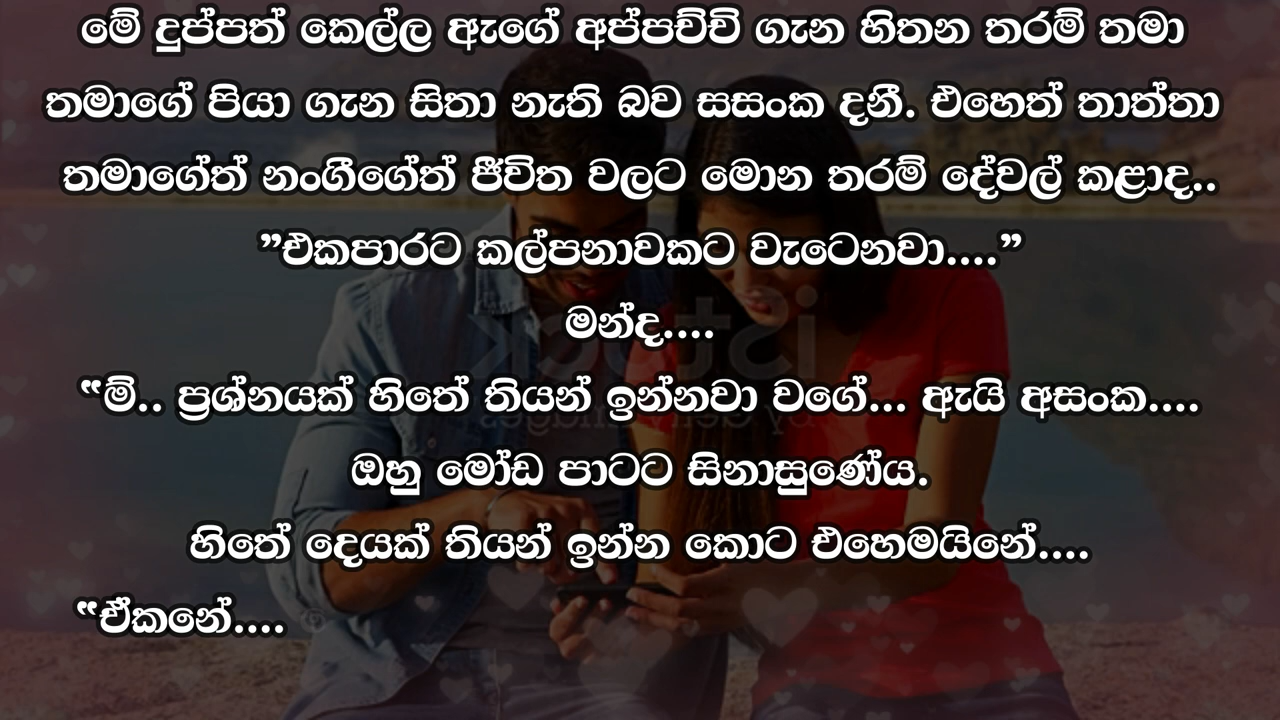 මේ දුප්පත් කෙල්ල ඇගේ අප්පච්චි ගැන හිතන තරම් තමා
තමාගේ පියා ගැන සිතා නැති බව සසංක දනී. එහෙත් තාත්තා
තමාගේත් නංගීගේත් ජීවිත වලට මොන තරම් දේවල් කළාද..
”එකපාරට කල්පනාවකට වැටෙනවා....”
මන්ද....
“ම්.. ප්‍රශ්නයක් හිතේ තියන් ඉන්නවා වගේ... ඇයි අසංක....
ඔහු මෝඩ පාටට සිනාසුණේය.
හිතේ දෙයක් තියන් ඉන්න කොට එහෙමයිනේ....
“ඒකනේ....